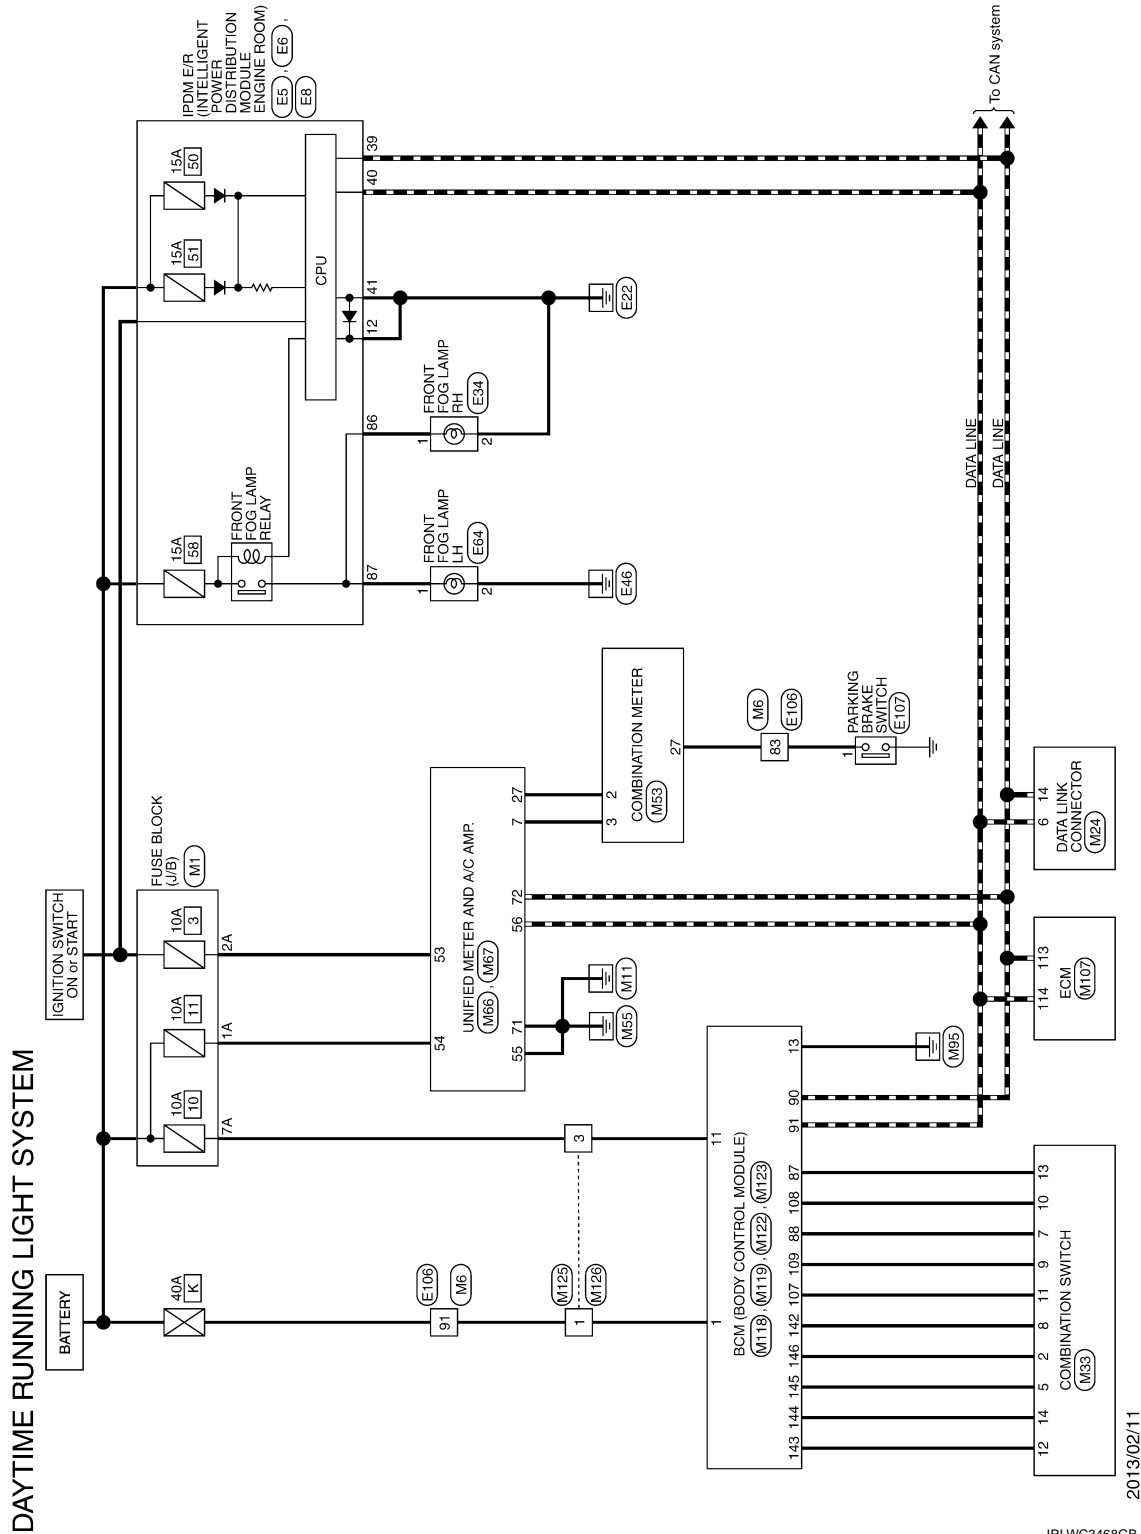 DAYTIME RUNNING LIGHT SYSTEM
BATTERY
IGNITION SWITCH
ON or START
40A
K
FUSE BLOCK
(J/B)
M1
10A
10
10A
11
10A
3
7A
1A
2A
15A
58
15A
51
15A
50
IPDM E/R
(INTELLIGENT
POWER
DISTRIBUTION
MODULE
ENGINE ROOM)
E5 , E6 ,
E8
FRONT
FOG LAMP
RELAY
CPU
87
86
12
41
40
39
E106
M6
91
M125
M126
1
3
54
53
UNIFIED METER AND A/C AMP.
M66 , M67
55
71
56
72
7
27
M55
M11
1
FRONT
FOG LAMP
LH
E64
2
E46
1
FRONT
FOG LAMP
RH
E34
2
E22
3
2
COMBINATION METER
M53
27
M6
E106
83
1
PARKING
BRAKE
SWITCH
E107
1
11
BCM (BODY CONTROL MODULE)
M118 , M119 , M122 , M123
143
144
145
146
142
107
109
88
108
87
91
90
13
M95
DATA LINE
DATA LINE
To CAN system
12
14
5
2
8
11
9
7
10
13
COMBINATION SWITCH
M33
114
113
ECM
M107
6
14
DATA LINK
CONNECTOR
M24
2013/02/11